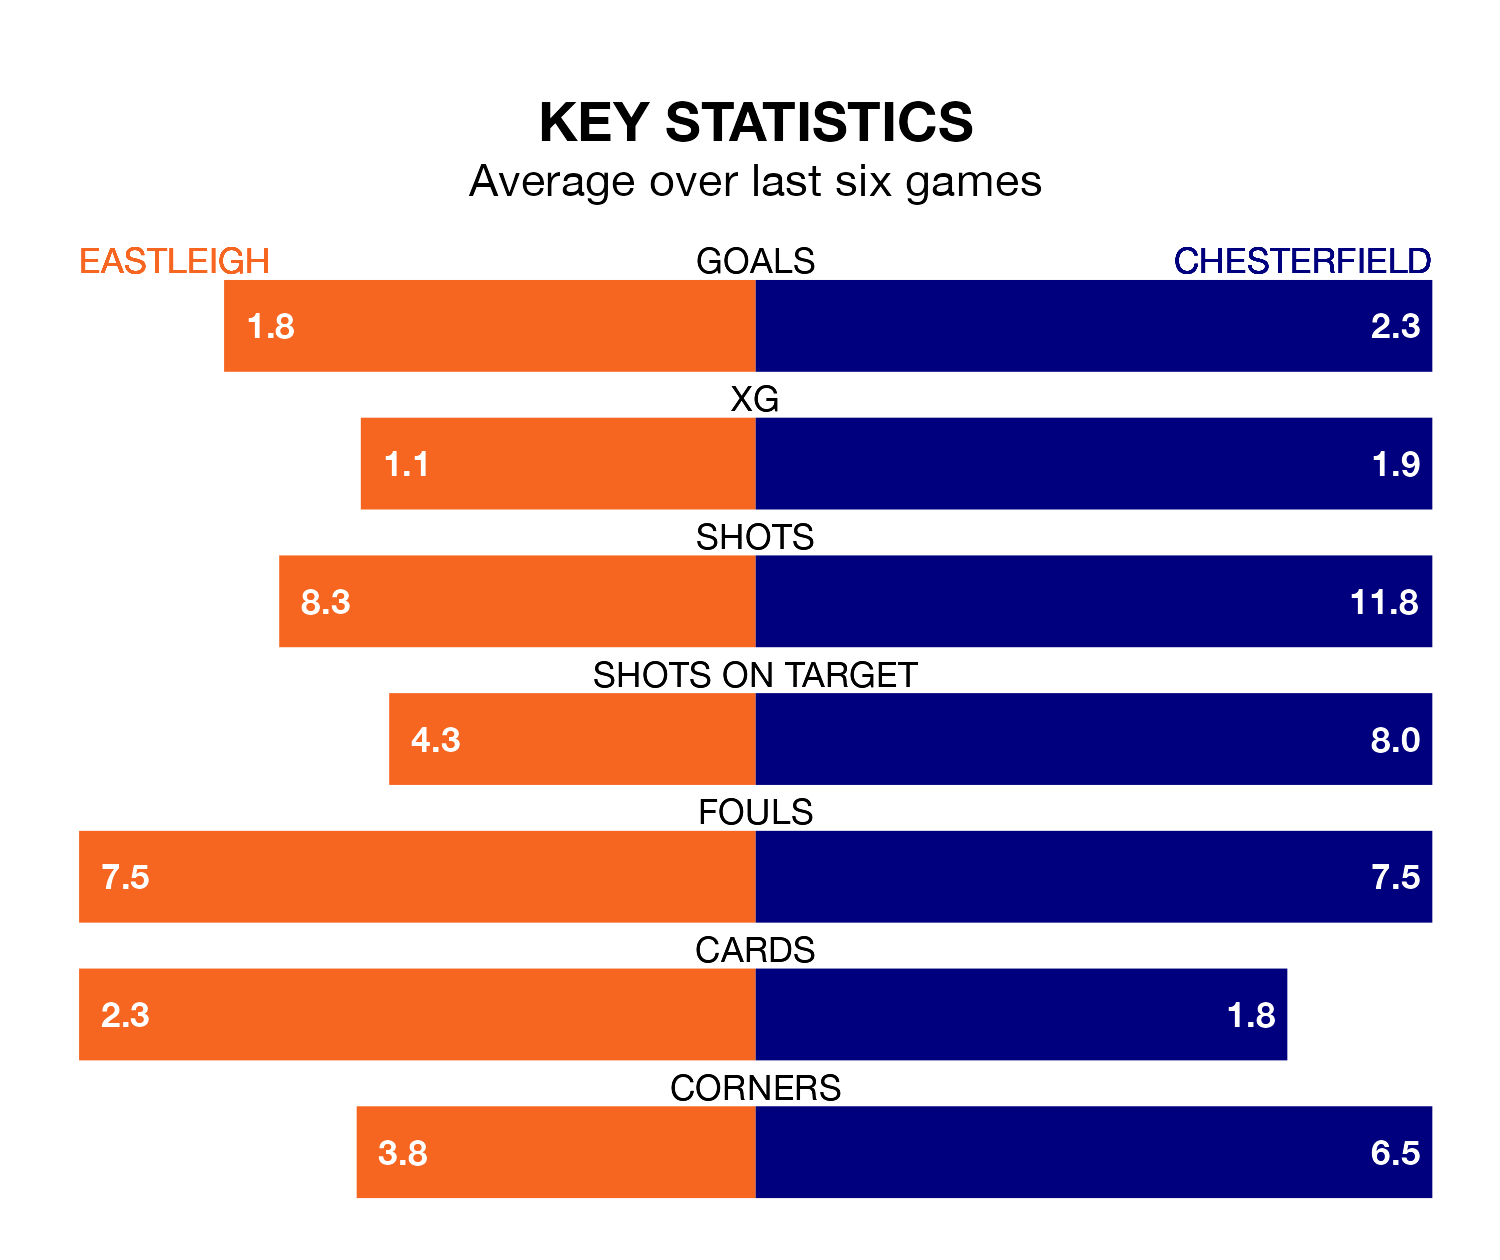 KEY STATISTICS
Average over last six games
EASTLEIGH GOALS CHESTERFIELD
1.8 2.3
XG
1.1 1.9
SHOTS
8.3 11.8
SHOTS ON TARGET
4.3 8.0
FOULS
7.5 7.5
CARDS
2.3 1.8
CORNERS
3.8 6.5